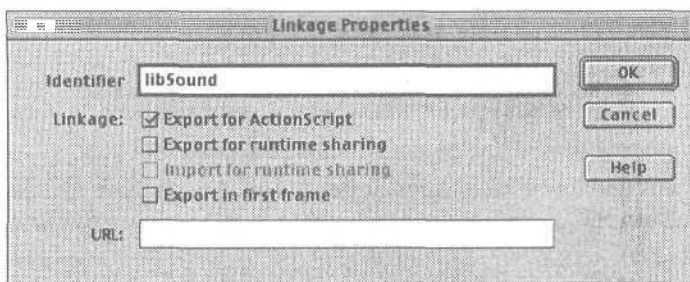 Linkage Properties
Identifier libSound
OK
Linkage: Export for ActionScript
Cancel
Export for runtime sharing
Import for runtime sharing
Help
Export in first frame
URL: